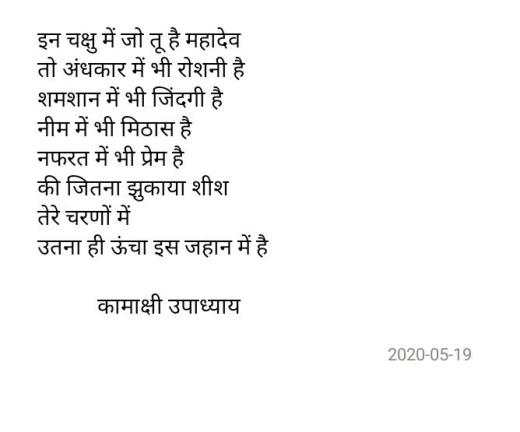 इन चक्षु में जो तू है महादेव
तो अंधकार में भी रोशनी है
शमशान में भी जिंदगी है
नीम में भी मिठास है
नफरत में भी प्रेम है
की जितना झुकाया शीश
तेरे चरणों में
उतना ही ऊंचा इस जहान में है
कामाक्षी उपाध्याय
2020-05-19